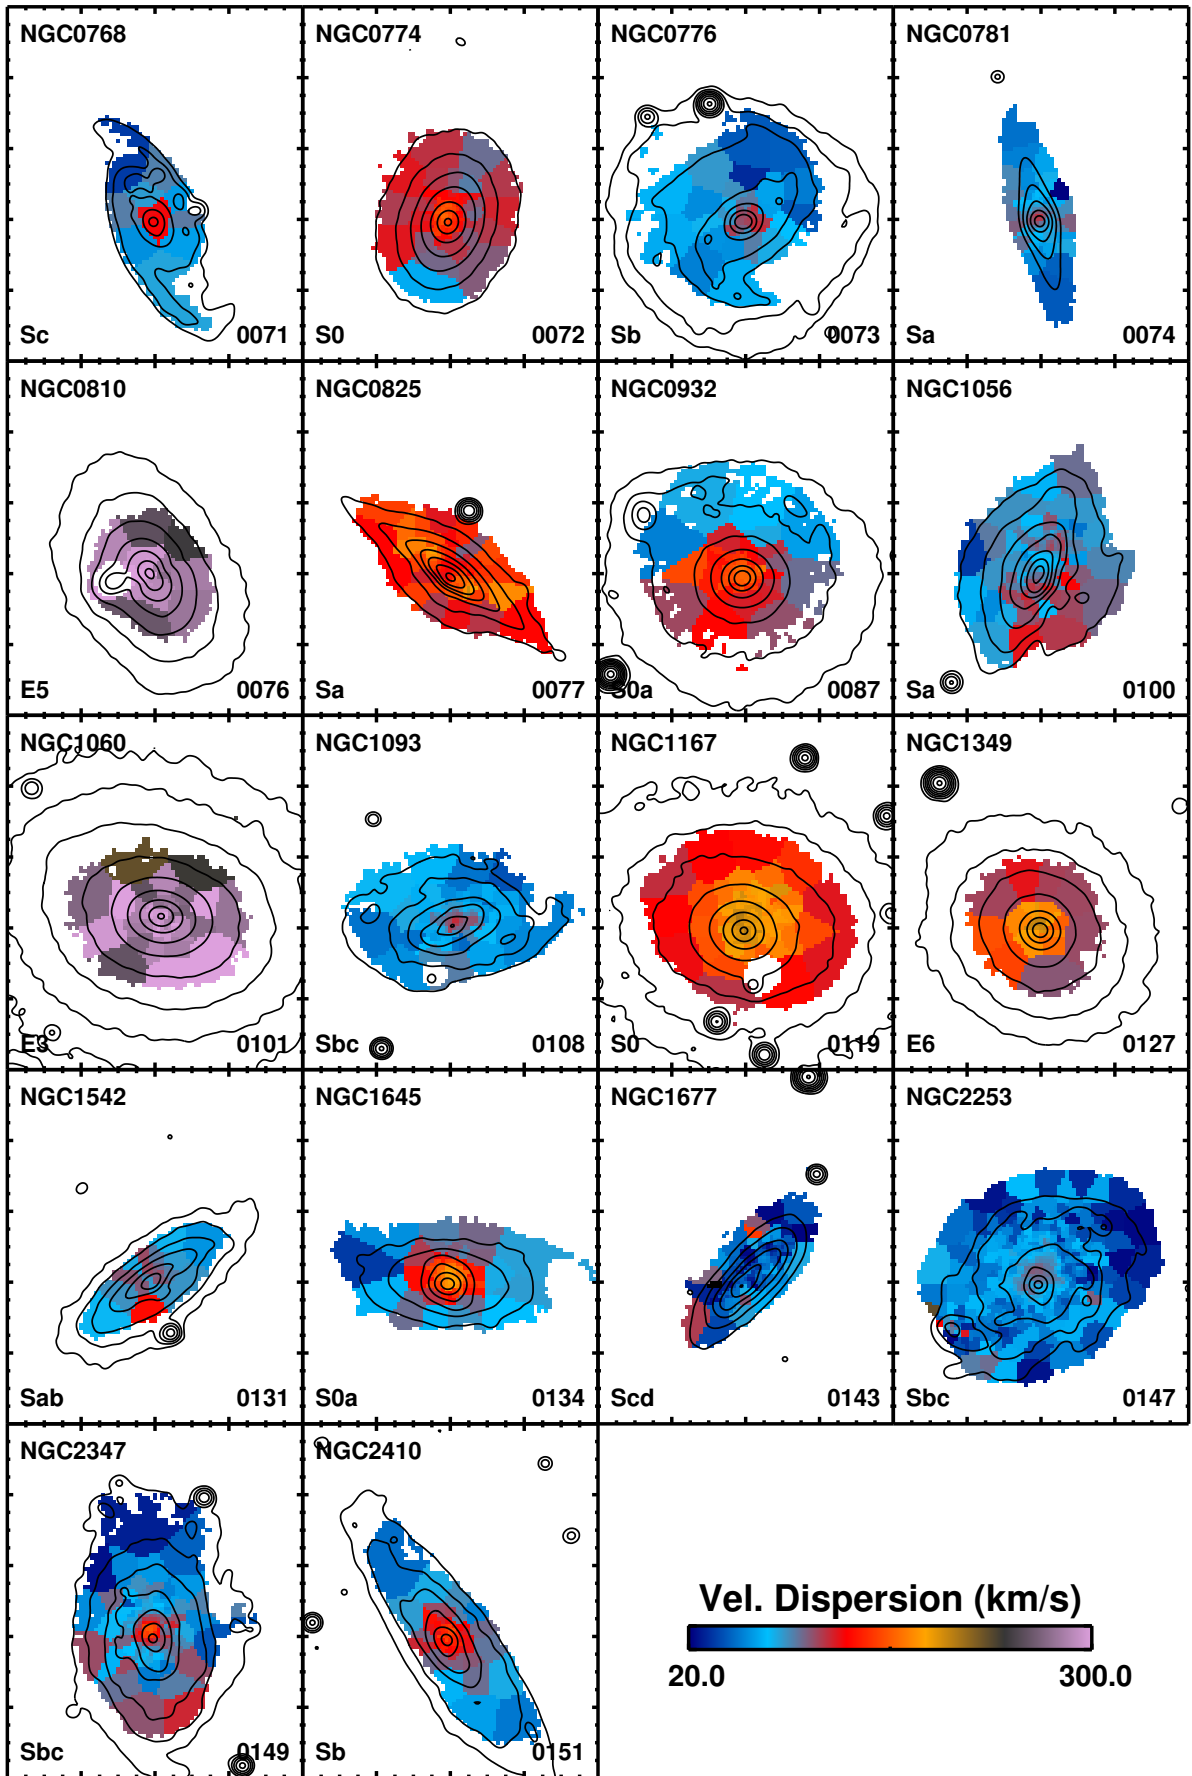 NGC0768
NGC0774
NGC0776
NGC0781
Sc 0071
S0 0072
Sb 0073
Sa 0074
NGC0810
NGC0825
NGC0932
NGC1056
E5 0076
Sa 0077
S0a 0087
Sa 0100
NGC1060
NGC1093
NGC1167
NGC1349
E3 0101
Sbc 0108
S0 0119
E6 0127
NGC1542
NGC1645
NGC1677
NGC2253
Sab 0131
S0a 0134
Scd 0143
Sbc 0147
NGC2347
NGC2410
Sbc 0149
Sb 0151
Vel. Dispersion (km/s)
20.0 300.0